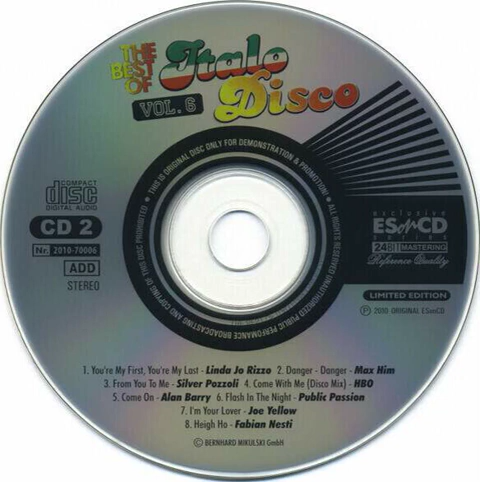 THE BEST OF Italo Disco
VOL. 6
COMPACT disc DIGITAL AUDIO
CD 2
Nr. 2010-70006
ADD
STEREO
exclusive
ESonCD
series
24BIT MASTERING
Reference Quality
LIMITED EDITION
Ⓟ 2010 ORIGINAL ESonCD
• THIS IS ORIGINAL DISC ONLY FOR DEMONSTRATION & PROMOTION! • ALL RIGHTS RESERVED UNAUTHORIZED PUBLIC PERFOMANCE BROADCASTING AND COPYING OF THIS DISC PROHIBITED
1. You're My First, You're My Last - Linda Jo Rizzo 2. Danger - Danger - Max Him
3. From You To Me - Silver Pozzoli 4. Come With Me (Disco Mix) - HBO
5. Come On - Alan Barry 6. Flash In The Night - Public Passion
7. I'm Your Lover - Joe Yellow
8. Heigh Ho - Fabian Nesti
© BERNHARD MIKULSKI GmbH